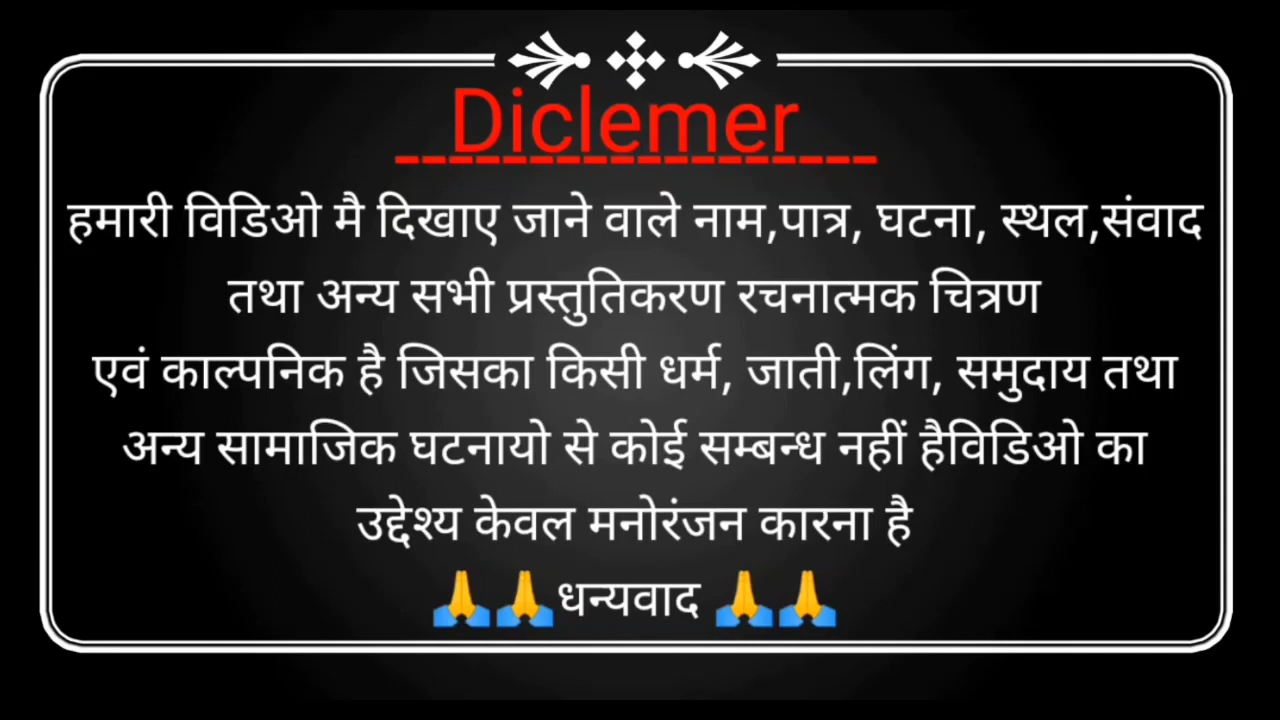 Diclemer
हमारी विडिओ मै दिखाए जाने वाले नाम,पात्र, घटना, स्थल,संवाद
तथा अन्य सभी प्रस्तुतिकरण रचनात्मक चित्रण
एवं काल्पनिक है जिसका किसी धर्म, जाती,लिंग, समुदाय तथा
अन्य सामाजिक घटनायो से कोई सम्बन्ध नहीं हैविडिओ का
उद्देश्य केवल मनोरंजन कारना है
🙏🙏धन्यवाद 🙏🙏